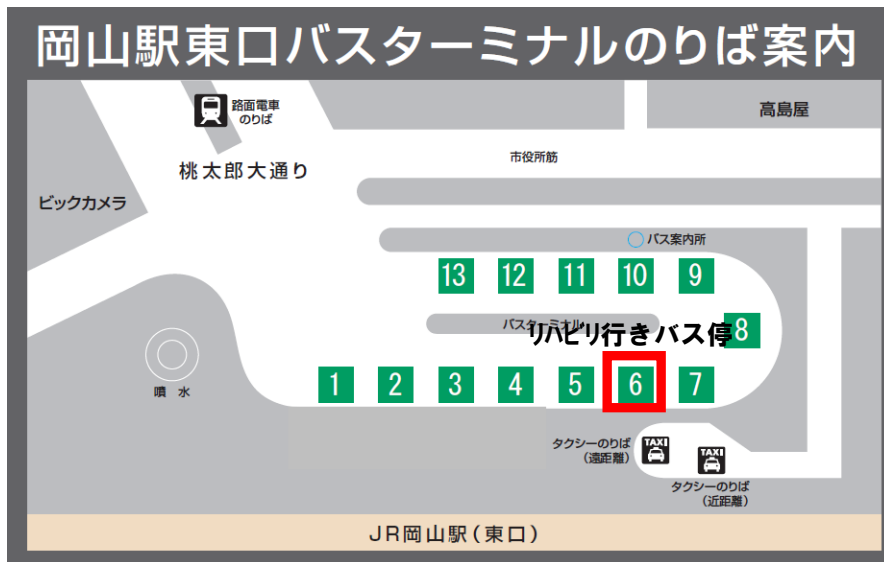 岡山駅東口バスターミナルのりば案内
路面電車
のりば
高島屋
桃太郎大通り
市役所筋
ビックカメラ
バス案内所
13 12 11 10 9
バスターミナル
リハビリ行きバス停
8
1 2 3 4 5 6 7
噴水
タクシーのりば
(遠距離)
TAXI
TAXI
タクシーのりば
(近距離)
JR岡山駅(東口)